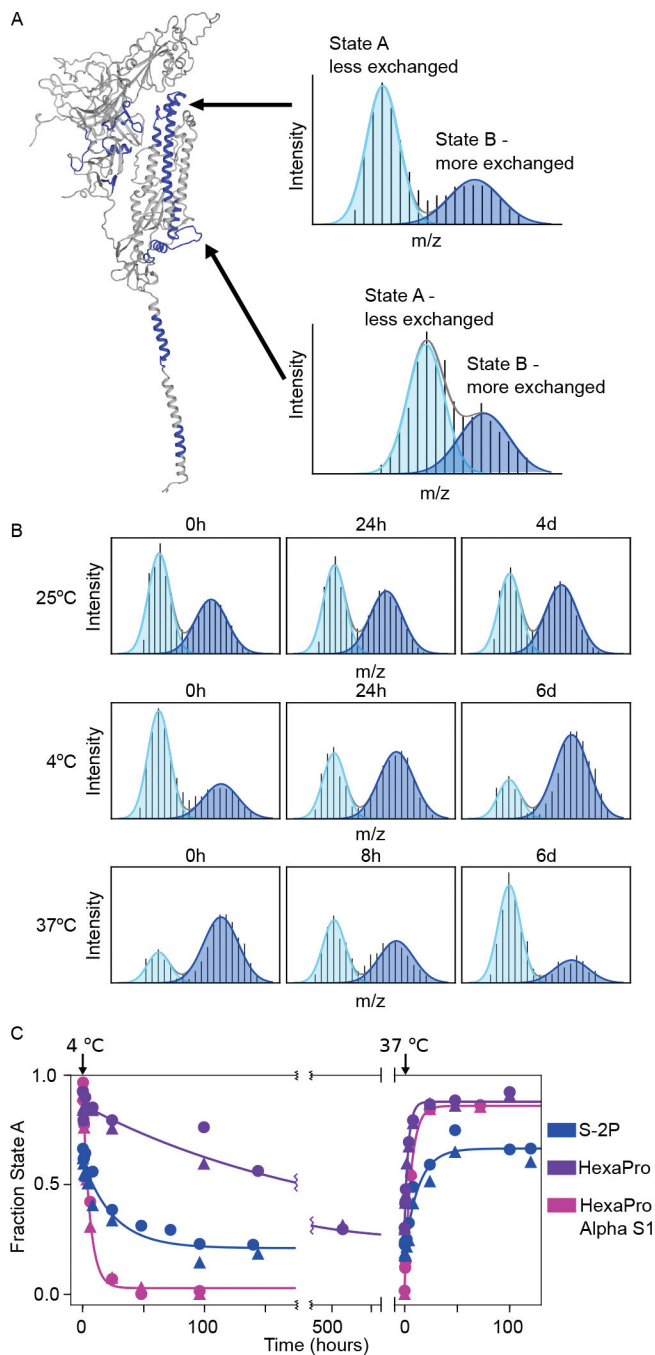 A
State A
less exchanged
State B -
more exchanged
Intensity
m/z
State A -
less exchanged
State B -
more exchanged
Intensity
m/z
B
0h
24h
4d
25ºC
Intensity
m/z
0h
24h
6d
4ºC
Intensity
m/z
0h
8h
6d
37ºC
Intensity
m/z
C
4 °C
37 °C
1.0
0.5
0.0
Fraction State A
0
100
500
0
100
Time (hours)
S-2P
HexaPro
HexaPro
Alpha S1